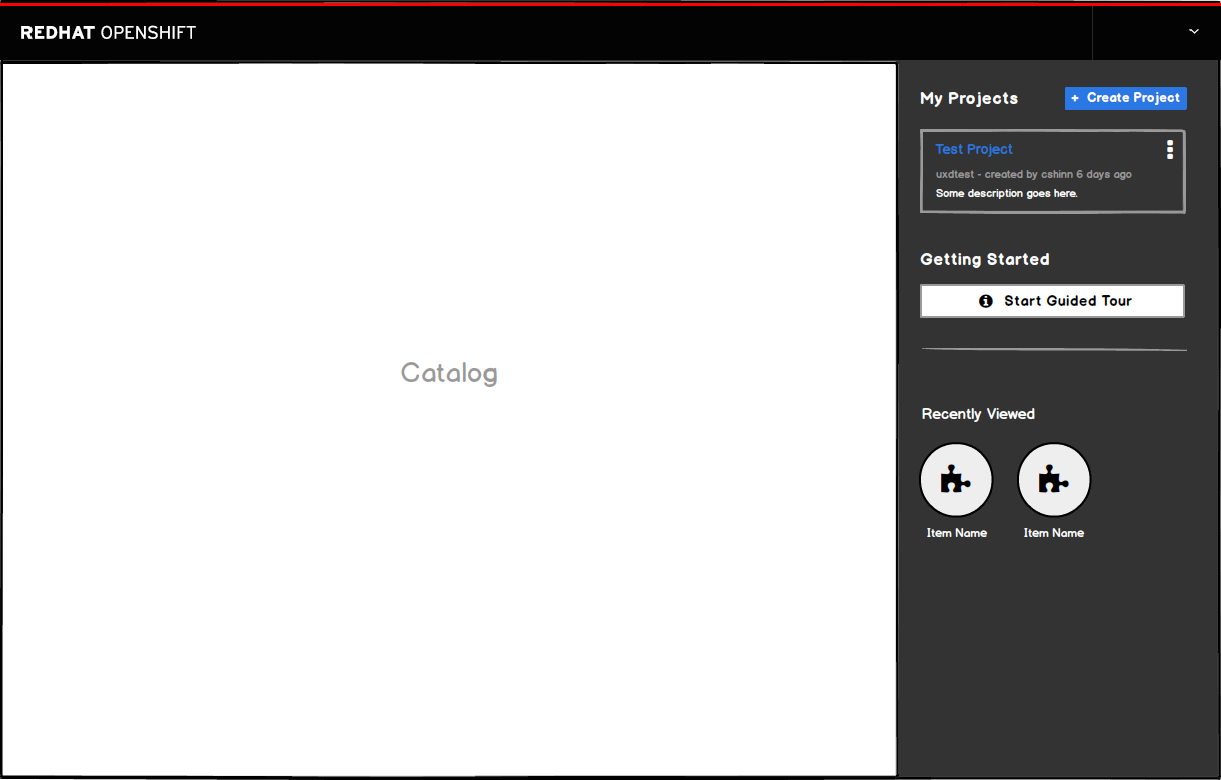 REDHAT OPENSHIFT
Catalog
My Projects
+ Create Project
Test Project
uxdtest - created by cshinn 6 days ago
Some description goes here.
Getting Started
Start Guided Tour
Recently Viewed
Item Name
Item Name